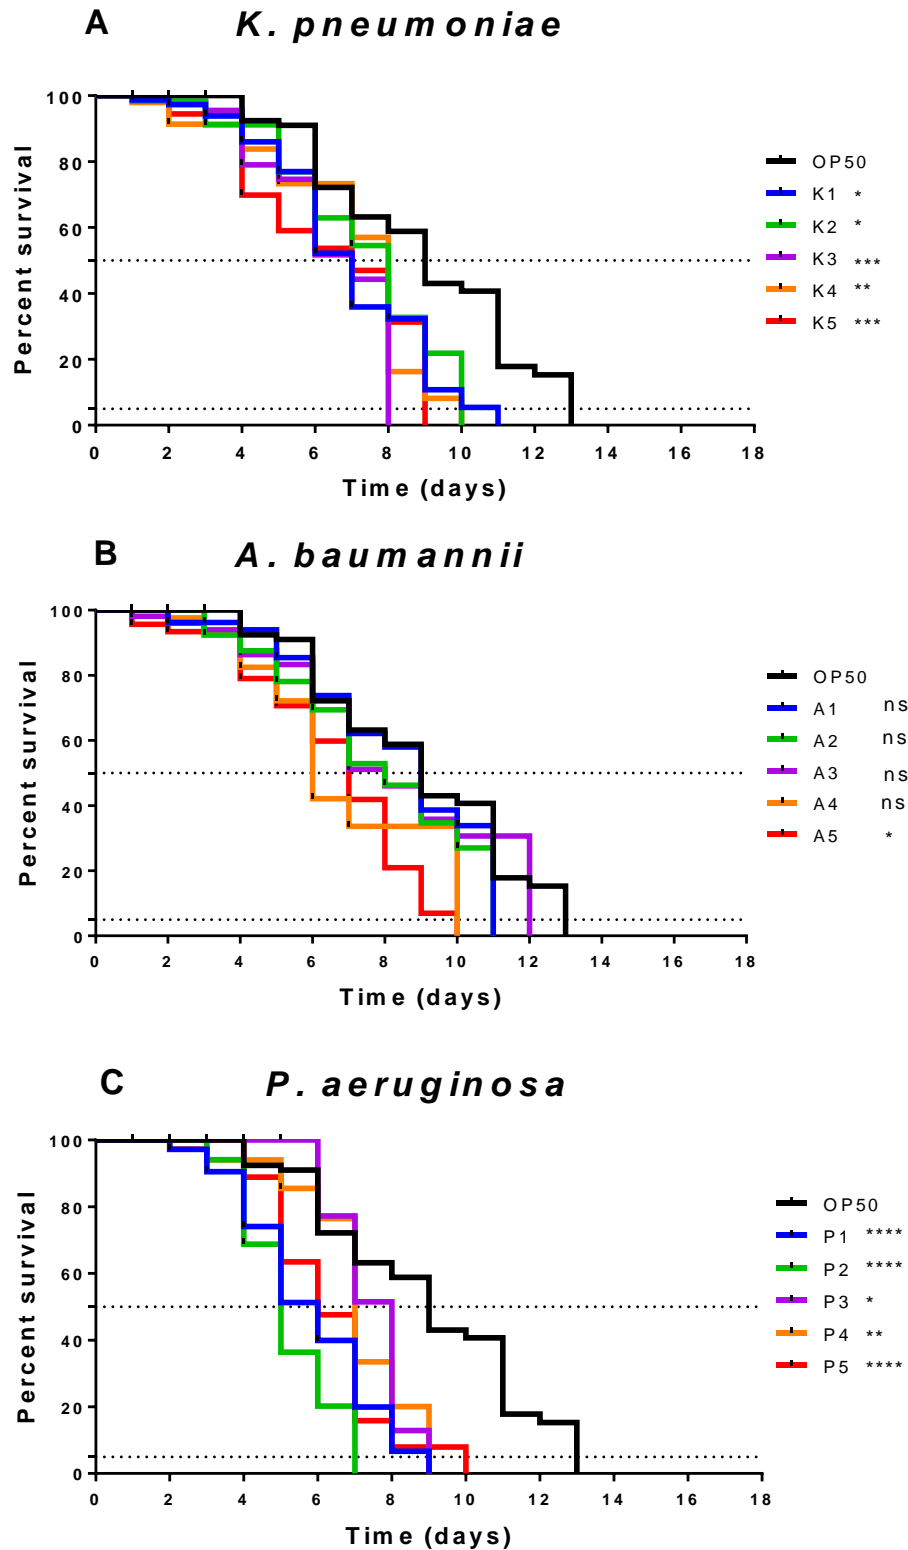 A K. pneumoniae
Percent survival
100
80
60
40
20
0
0 2 4 6 8 10 12 14 16 18
Time (days)
OP50
K1 *
K2 *
K3 ***
K4 **
K5 ***
B A. baumannii
Percent survival
100
80
60
40
20
0
0 2 4 6 8 10 12 14 16 18
Time (days)
OP50
A1 ns
A2 ns
A3 ns
A4 ns
A5 *
C P. aeruginosa
Percent survival
100
80
60
40
20
0
0 2 4 6 8 10 12 14 16 18
Time (days)
OP50
P1 ****
P2 ****
P3 *
P4 **
P5 ****